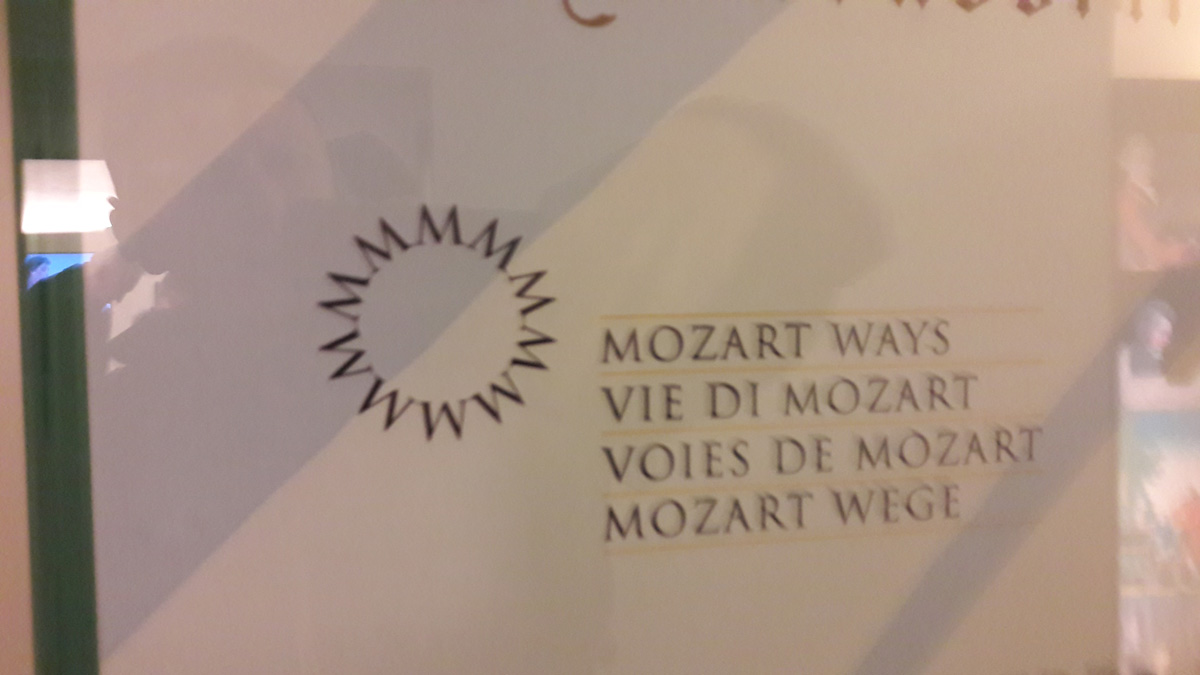 MOZART WAYS
VIE DI MOZART
VOIES DE MOZART
MOZART WEGE